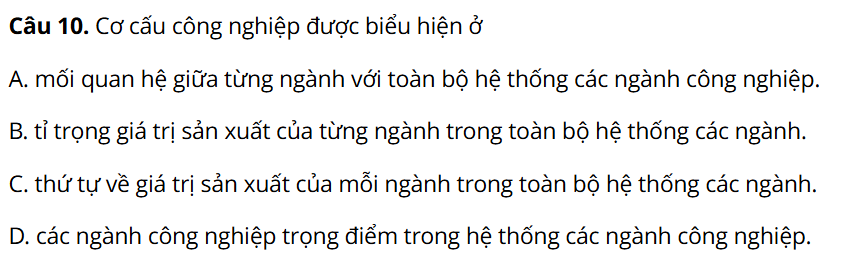 Câu 10. Cơ cấu công nghiệp được biểu hiện ở
A. mối quan hệ giữa từng ngành với toàn bộ hệ thống các ngành công nghiệp.
B. tỉ trọng giá trị sản xuất của từng ngành trong toàn bộ hệ thống các ngành.
C. thứ tự về giá trị sản xuất của mỗi ngành trong toàn bộ hệ thống các ngành.
D. các ngành công nghiệp trọng điểm trong hệ thống các ngành công nghiệp.